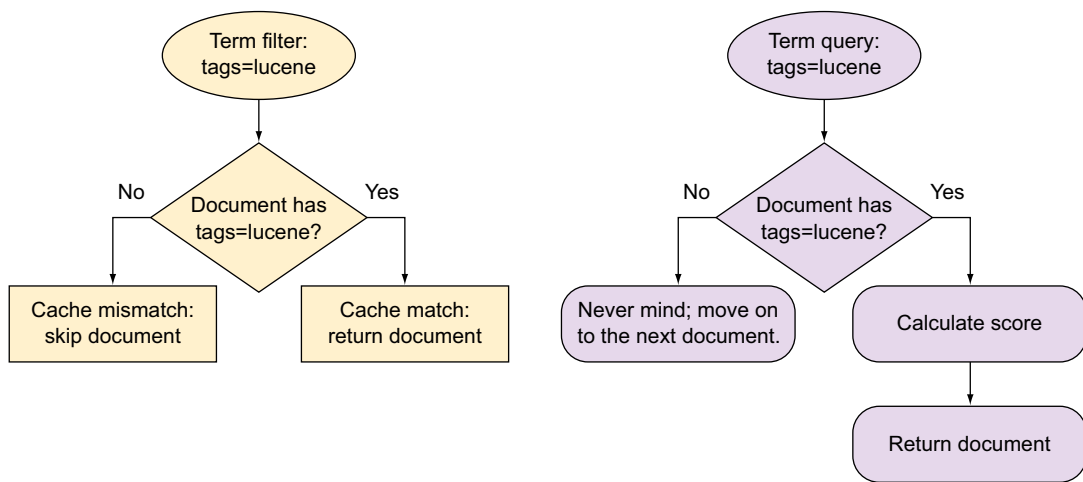 Term filter:
tags=lucene
No
Yes
Document has
tags=lucene?
Cache mismatch:
skip document
Cache match:
return document
Term query:
tags=lucene
No
Yes
Document has
tags=lucene?
Never mind; move on
to the next document.
Calculate score
Return document